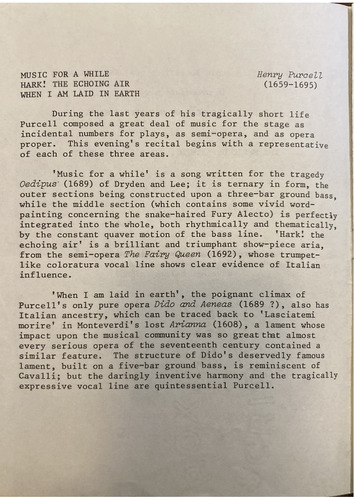 MUSIC FOR A WHILE Henry Purcell
HARK! THE ECHOING AIR (1659-1695)
WHEN I AM LAID IN EARTH
During the last years of his tragically short life
Purcell composed a great deal of music for the stage as
incidental numbers for plays, as semi-opera, and as opera
proper. This evening's recital begins with a representative
of each of these three areas.
'Music for a while' is a song written for the tragedy
Oedipus (1689) of Dryden and Lee; it is ternary in form, the
outer sections being constructed upon a three-bar ground bass,
while the middle section (which contains some vivid word-
painting concerning the snake-haired Fury Alecto) is perfectly
integrated into the whole, both rhythmically and thematically,
by the constant quaver motion of the bass line. 'Hark! the
echoing air' is a brilliant and triumphant show-piece aria,
from the semi-opera The Fairy Queen (1692), whose trumpet-
like coloratura vocal line shows clear evidence of Italian
influence.
'When I am laid in earth', the poignant climax of
Purcell's only pure opera Dido and Aeneas (1689 ?), also has
Italian ancestry, which can be traced back to 'Lasciatemi
morire' in Monteverdi's lost Arianna (1608), a lament whose
impact upon the musical community was so great that almost
every serious opera of the seventeenth century contained a
similar feature. The structure of Dido's deservedly famous
lament, built on a five-bar ground bass, is reminiscent of
Cavalli; but the daringly inventive harmony and the tragically
expressive vocal line are quintessential Purcell.